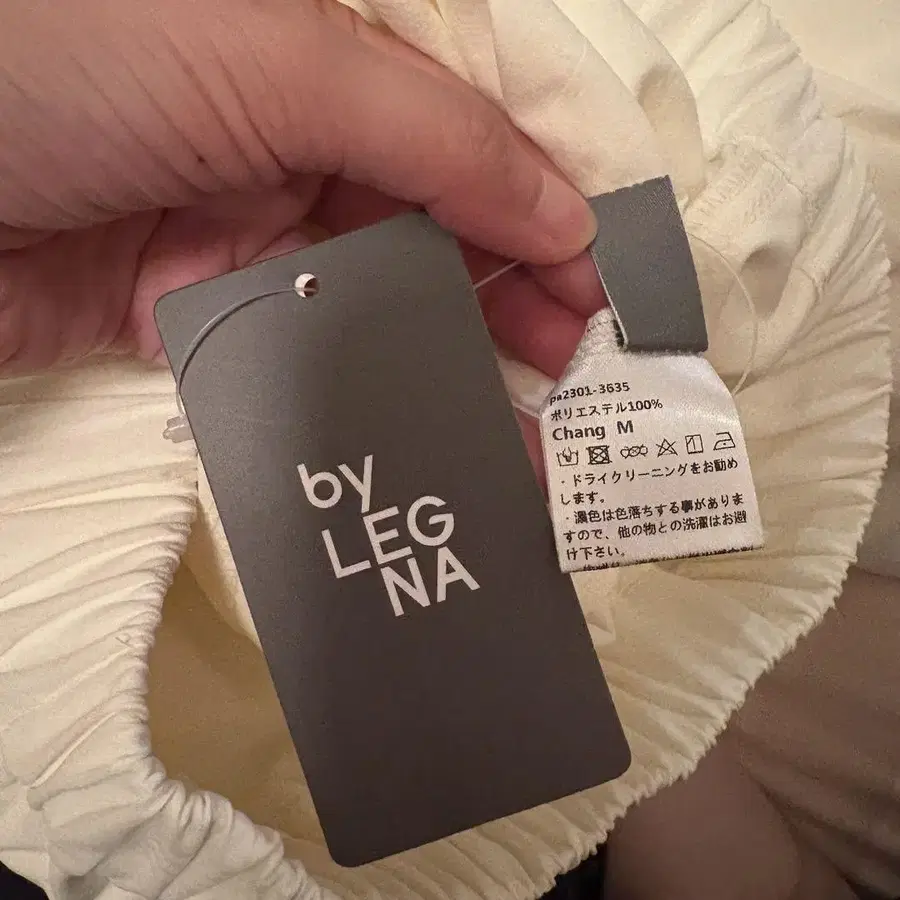 by
LEG
NA
pa2301-3635
ポリエステル100%
Chang M
・ドライクリーニングをお勧め
します。
・濃色は色落ちする事がありま
すので、他の物との洗濯はお避
け下さい。